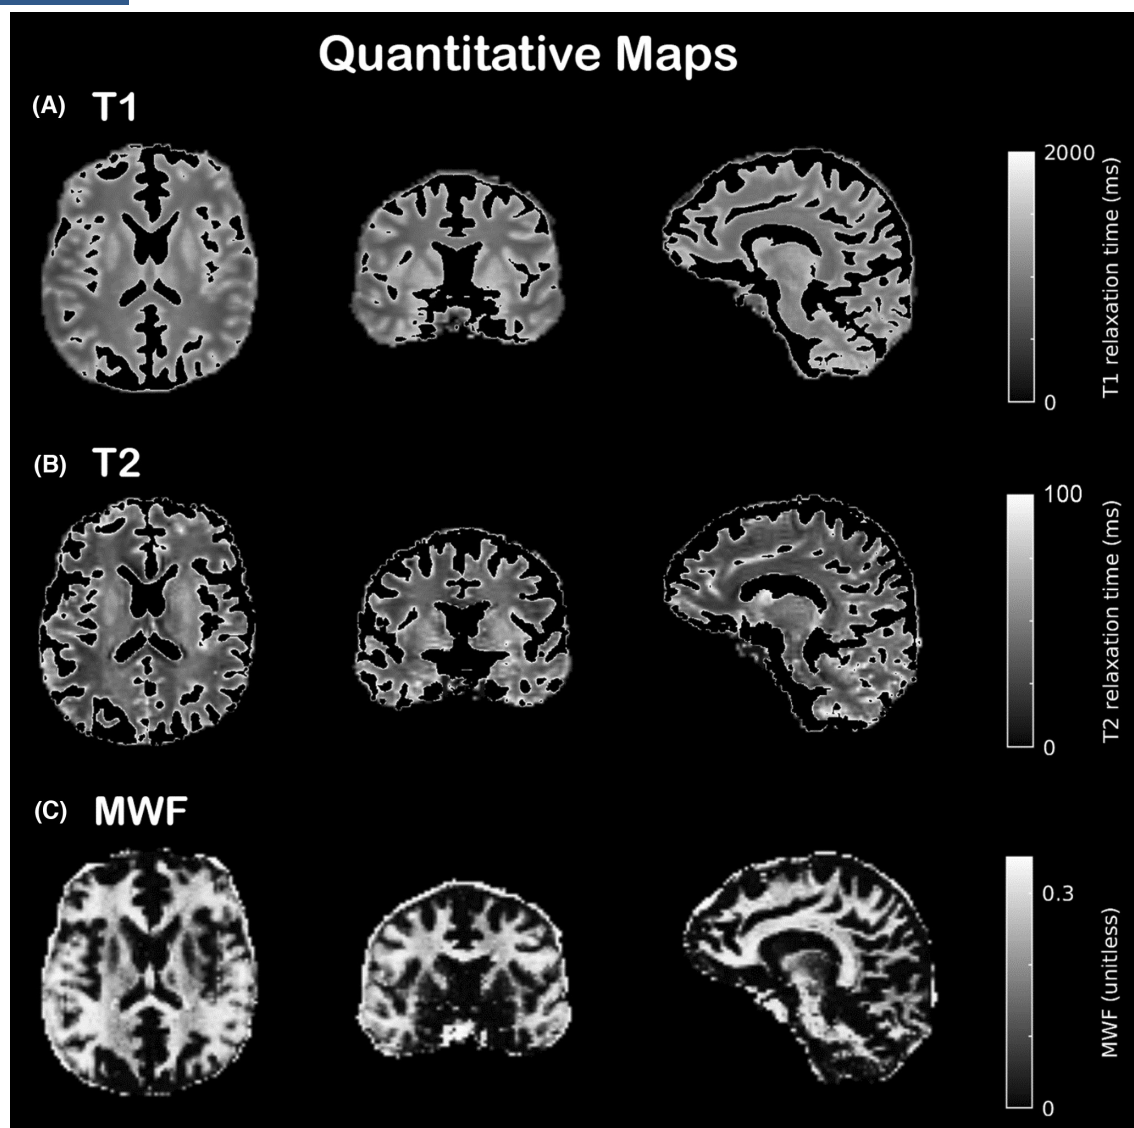 Quantitative Maps
(A) T1
2000
0
T1 relaxation time (ms)
(B) T2
100
0
T2 relaxation time (ms)
(C) MWF
0.3
0
MWF (unitless)